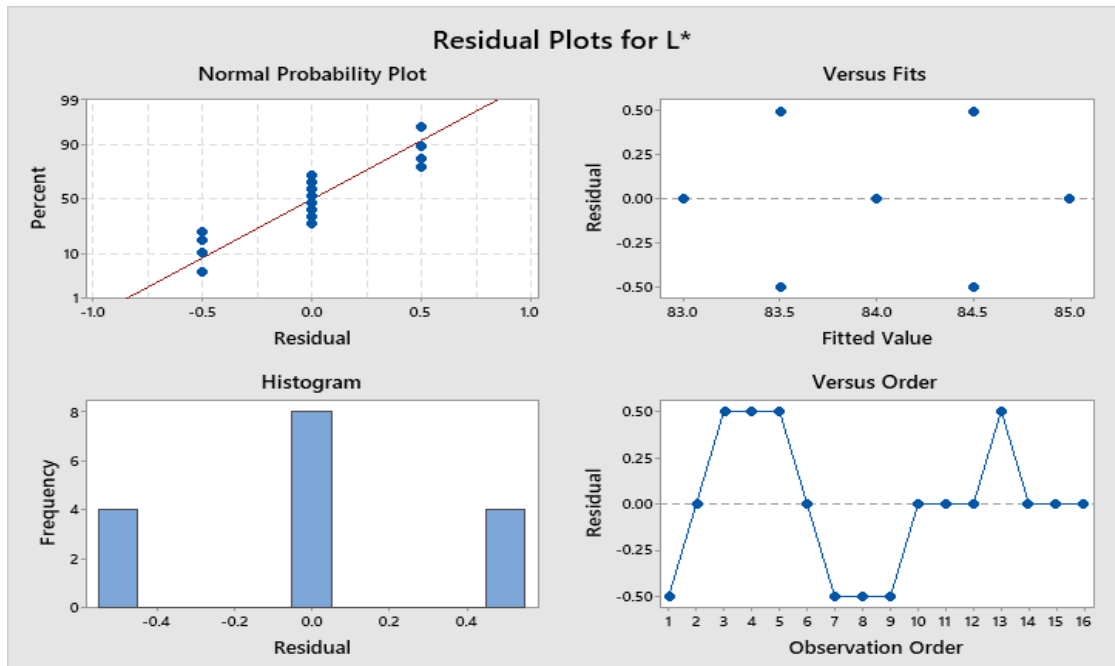 Residual Plots for L*
Normal Probability Plot
99
90
50
10
1
Percent
-1.0 -0.5 0.0 0.5 1.0
Residual
Versus Fits
0.50
0.25
0.00
-0.25
-0.50
Residual
83.0 83.5 84.0 84.5 85.0
Fitted Value
Histogram
8
6
4
2
0
Frequency
-0.4 -0.2 0.0 0.2 0.4
Residual
Versus Order
0.50
0.25
0.00
-0.25
-0.50
Residual
1 2 3 4 5 6 7 8 9 10 11 12 13 14 15 16
Observation Order